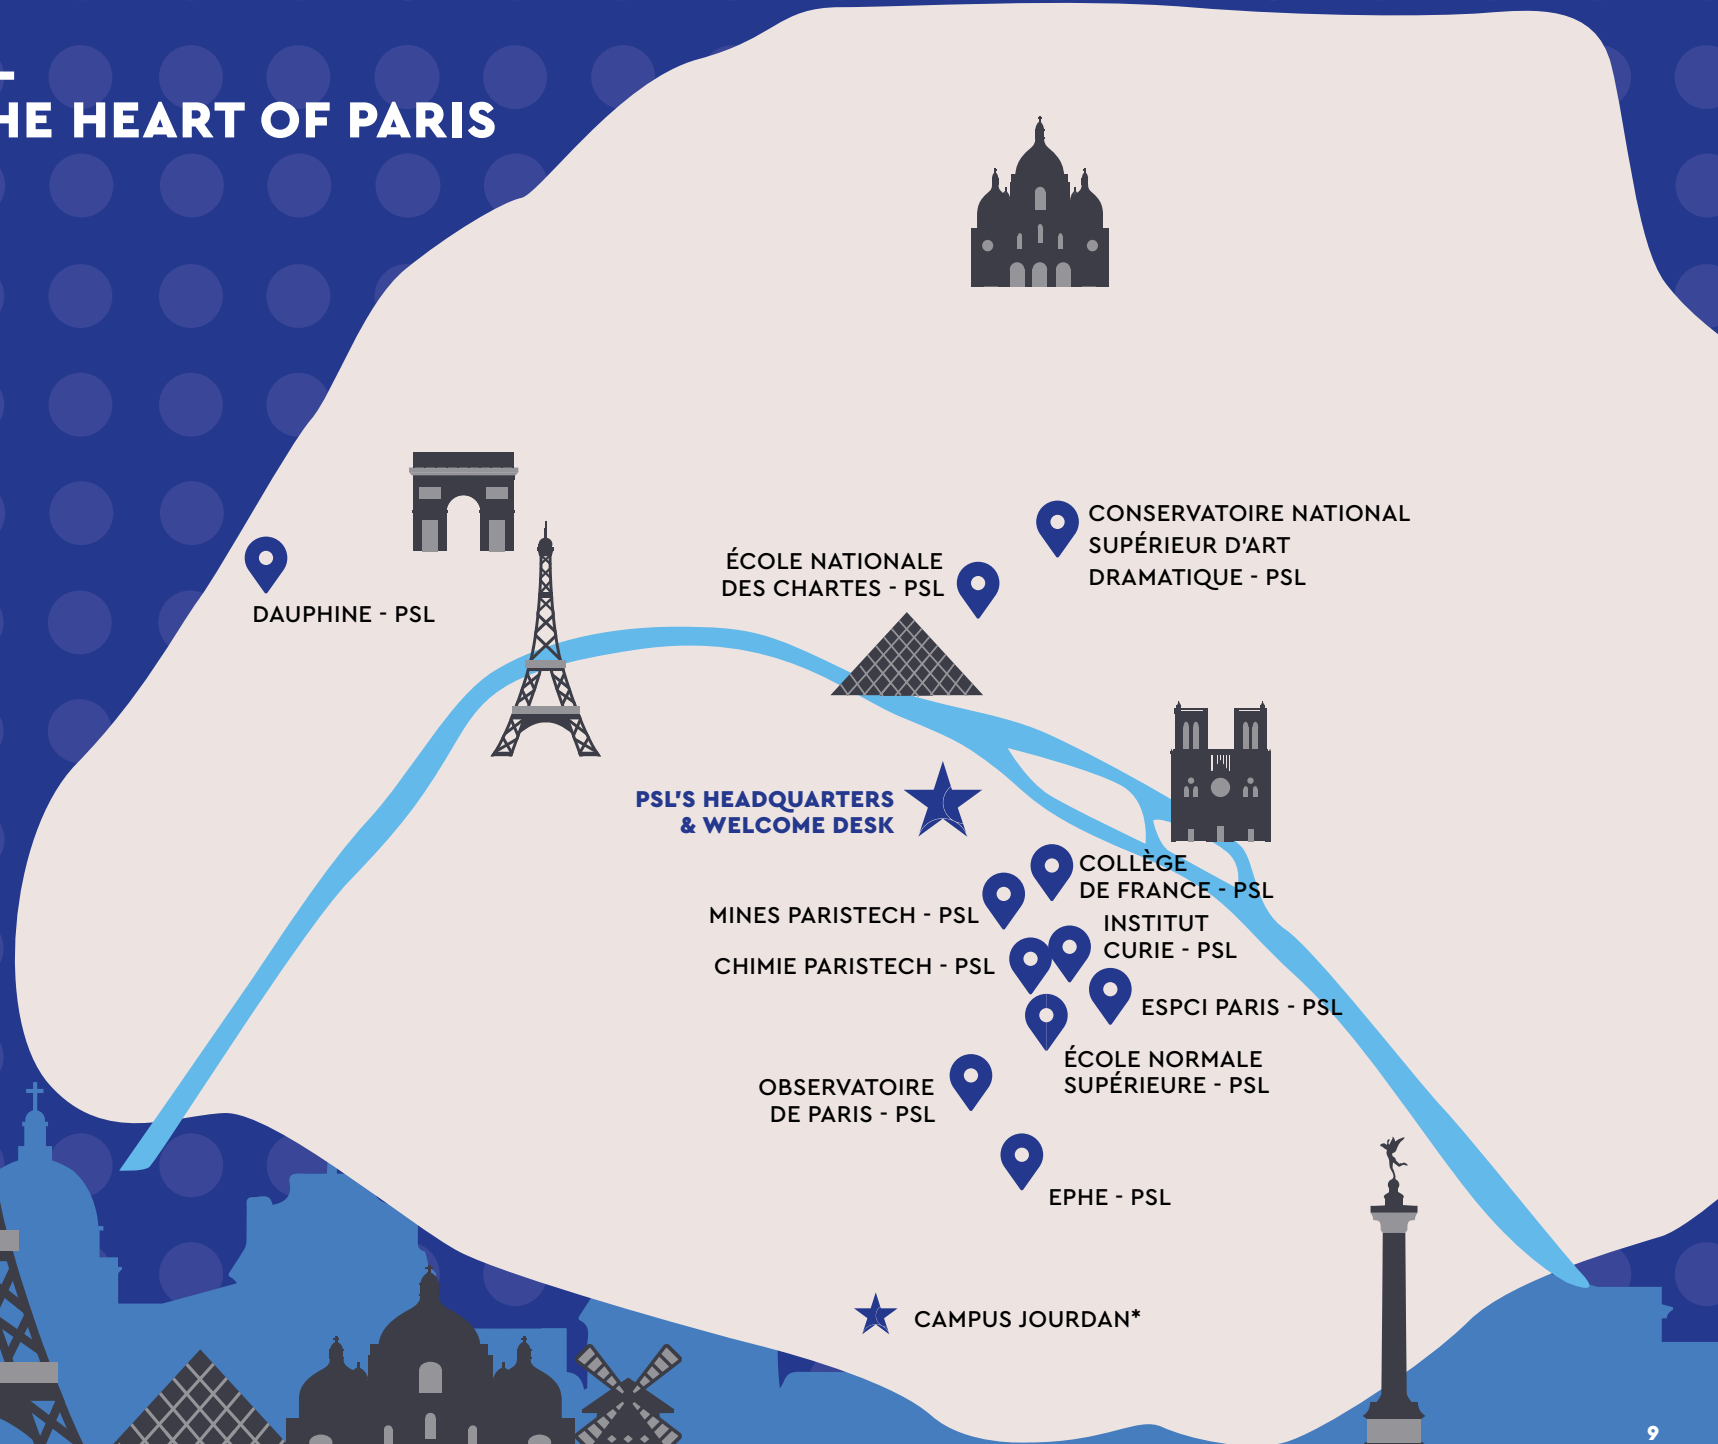 HE HEART OF PARIS
CONSERVATOIRE NATIONAL
SUPÉRIEUR D'ART
DRAMATIQUE - PSL
ÉCOLE NATIONALE
DES CHARTES - PSL
DAUPHINE - PSL
PSL'S HEADQUARTERS
& WELCOME DESK
COLLÈGE
DE FRANCE - PSL
MINES PARISTECH - PSL
INSTITUT
CURIE - PSL
CHIMIE PARISTECH - PSL
ESPCI PARIS - PSL
ÉCOLE NORMALE
SUPÉRIEURE - PSL
OBSERVATOIRE
DE PARIS - PSL
EPHE - PSL
CAMPUS JOURDAN*
9